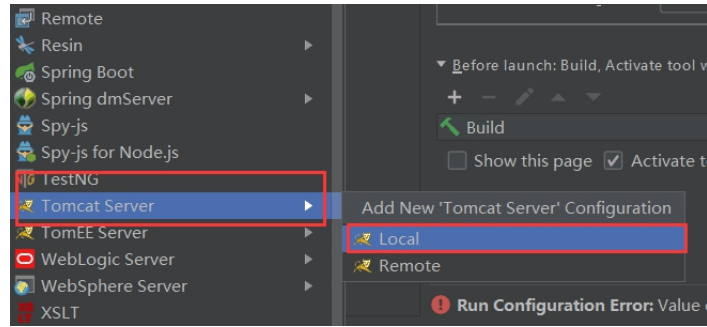 Remote
Resin
Spring Boot
Spring dmServer
Spy-js
Spy-js for Node.js
TestNG
Tomcat Server
TomEE Server
WebLogic Server
WebSphere Server
XSLT
Before launch: Build, Activate tool
Build
Show this page Activate
Add New 'Tomcat Server' Configuration
Local
Remote
Run Configuration Error: Value